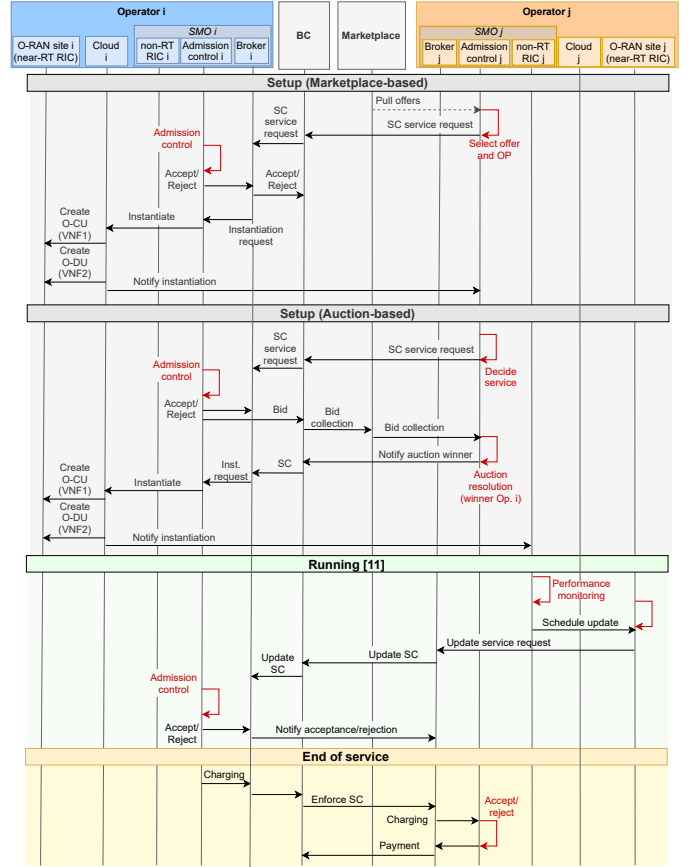 Operator i
Operator j
SMO i
SMO j
BC
Marketplace
O-RAN site i
(near-RT RIC)
Cloud
i
non-RT
RIC i
Admission
control i
Broker
i
Broker
j
Admission
control j
non-RT
RIC j
Cloud
j
O-RAN site j
(near-RT RIC)
Setup (Marketplace-based)
Pull offers
SC
service
request
SC service request
Admission
control
Select offer
and OP
Accept/
Reject
Accept/
Reject
Create
O-CU
(VNF1)
Instantiate
Instantiation
request
Create
O-DU
(VNF2)
Notify instantiation
Setup (Auction-based)
SC
service
request
SC service request
Admission
control
Decide
service
Accept/
Reject
Bid
Bid
collection
Bid collection
Notify auction winner
Create
O-CU
(VNF1)
Instantiate
Inst.
request
SC
Auction
resolution
(winner Op. i)
Create
O-DU
(VNF2)
Notify instantiation
Running [11]
Performance
monitoring
Schedule update
Update service request
Update
SC
Update SC
Admission
control
Accept/
Reject
Notify acceptance/rejection
End of service
Charging
Enforce SC
Accept/
reject
Charging
Payment